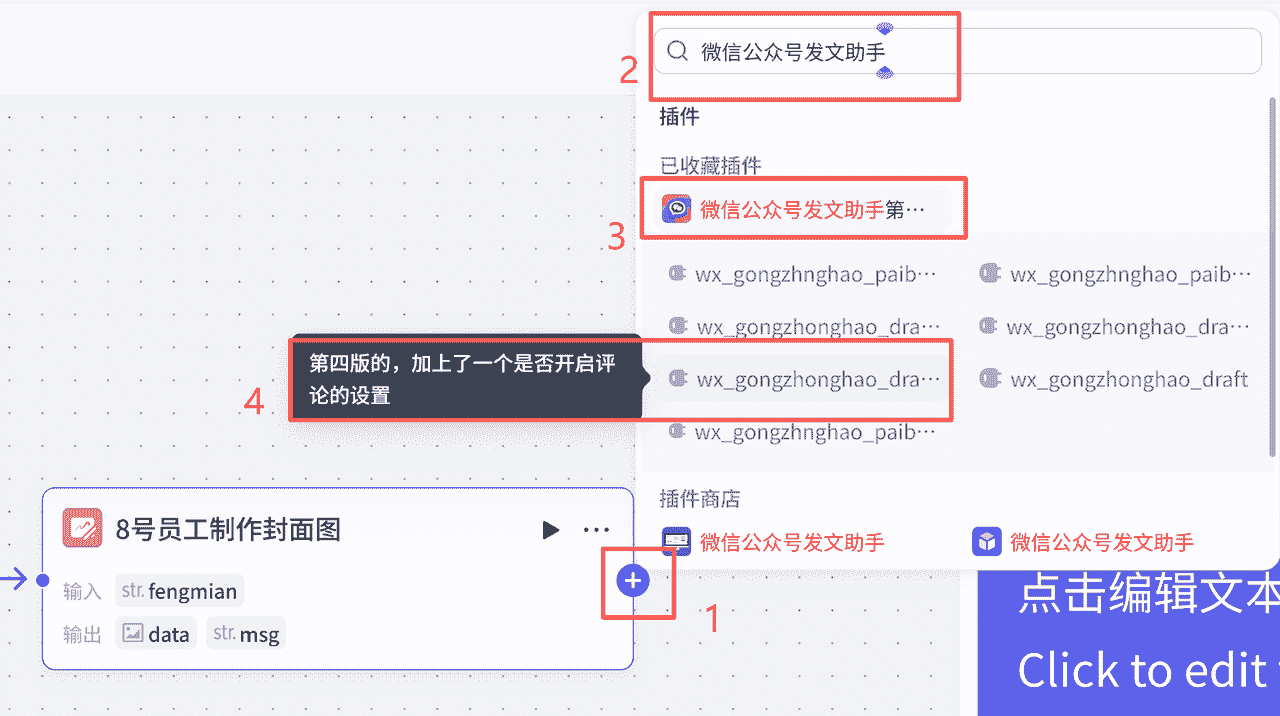 微信公众号发文助手
2
插件
已收藏插件
微信公众号发文助手第…
3
wx_gongzhnghao_paib…
wx_gongzhnghao_paib…
wx_gongzhonghao_dra…
wx_gongzhonghao_dra…
第四版的，加上了一个是否开启评
论的设置
4
wx_gongzhonghao_dra…
wx_gongzhonghao_draft
wx_gongzhnghao_paib…
插件商店
微信公众号发文助手
微信公众号发文助手
8号员工制作封面图
输入 str. fengmian
输出 data str. msg
1
点击编辑文本
Click to edit